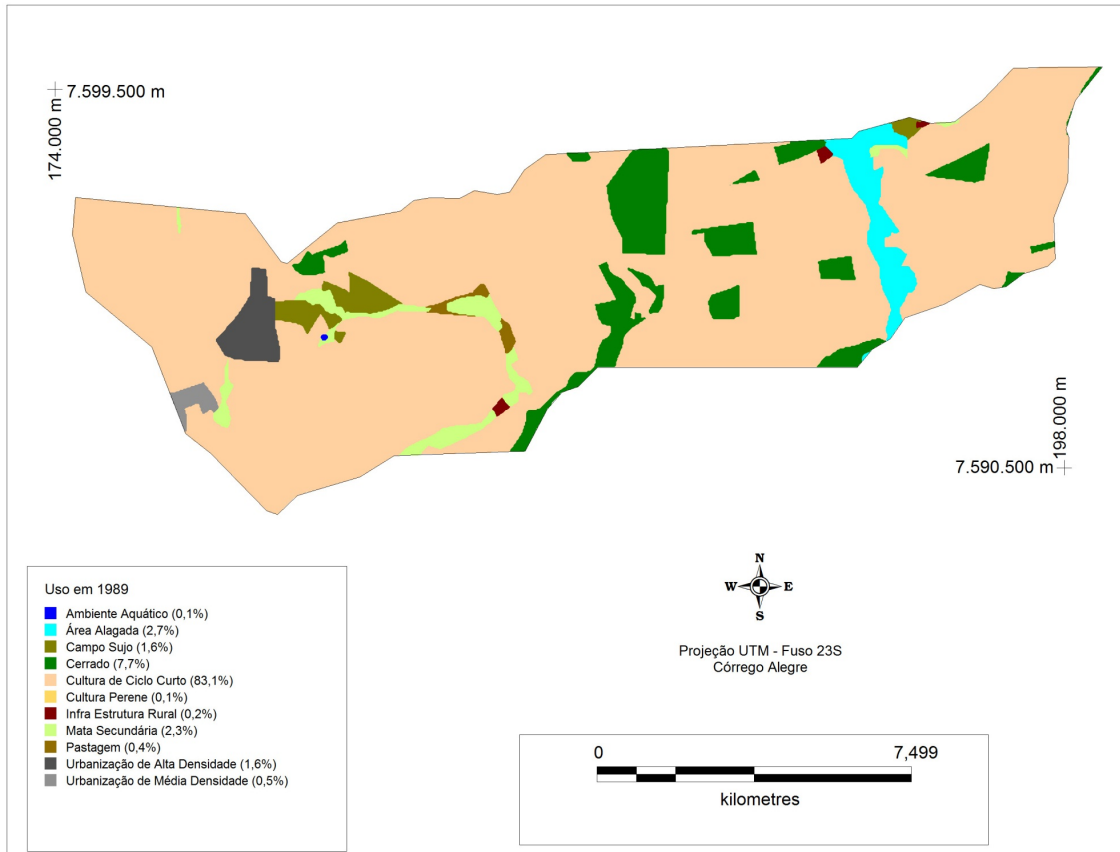 7.599.500 m
174.000 m
198.000 m
7.590.500 m
Uso em 1989
Ambiente Aquático (0,1%)
Área Alagada (2,7%)
Campo Sujo (1,6%)
Cerrado (7,7%)
Cultura de Ciclo Curto (83,1%)
Cultura Perene (0,1%)
Infra Estrutura Rural (0,2%)
Mata Secundária (2,3%)
Pastagem (0,4%)
Urbanização de Alta Densidade (1,6%)
Urbanização de Média Densidade (0,5%)
N
W E
S
Projeção UTM - Fuso 23S
Córrego Alegre
0 7,499
kilometres